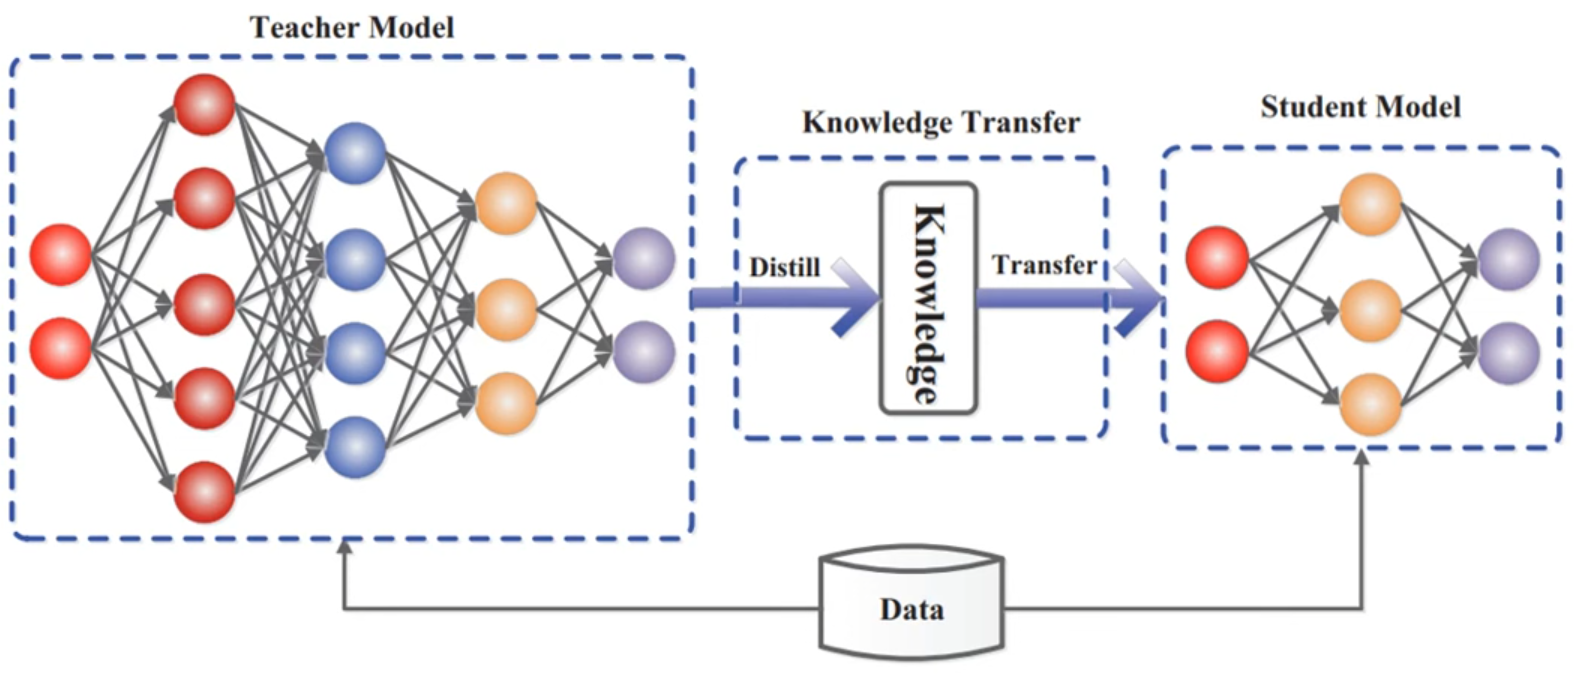 Teacher Model
Knowledge Transfer
Student Model
Distill
Knowledge
Transfer
Data